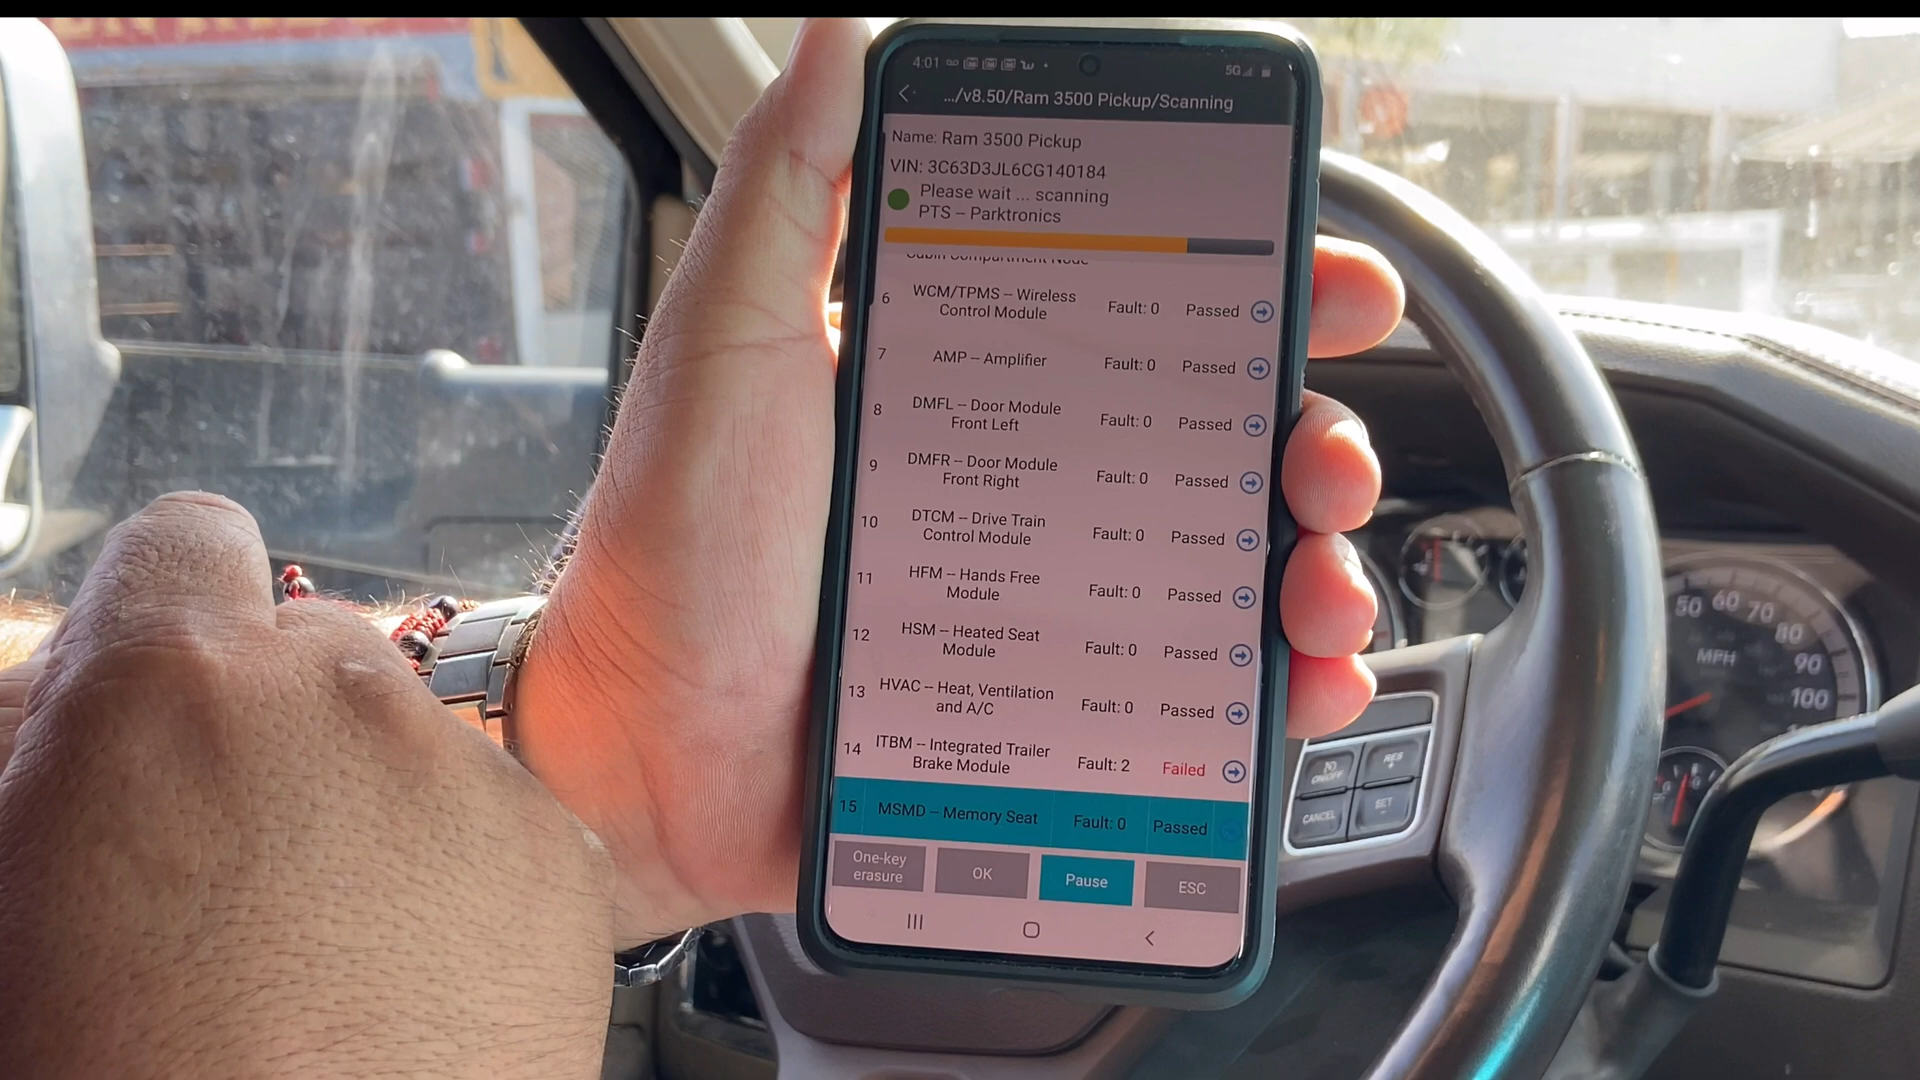 4:01
5G
.../v8.50/Ram 3500 Pickup/Scanning
Name: Ram 3500 Pickup
VIN: 3C63D3JL6CG140184
Please wait ... scanning
PTS -- Parktronics
Cabin Compartment Node
6 WCM/TPMS -- Wireless Control Module Fault: 0 Passed
7 AMP -- Amplifier Fault: 0 Passed
8 DMFL -- Door Module Front Left Fault: 0 Passed
9 DMFR -- Door Module Front Right Fault: 0 Passed
10 DTCM -- Drive Train Control Module Fault: 0 Passed
11 HFM -- Hands Free Module Fault: 0 Passed
12 HSM -- Heated Seat Module Fault: 0 Passed
13 HVAC -- Heat, Ventilation and A/C Fault: 0 Passed
14 ITBM -- Integrated Trailer Brake Module Fault: 2 Failed
15 MSMD -- Memory Seat Fault: 0 Passed
One-key erasure
OK
Pause
ESC
50 60 70 80 90 100
MPH
ON/OFF
RES +
CANCEL
SET -